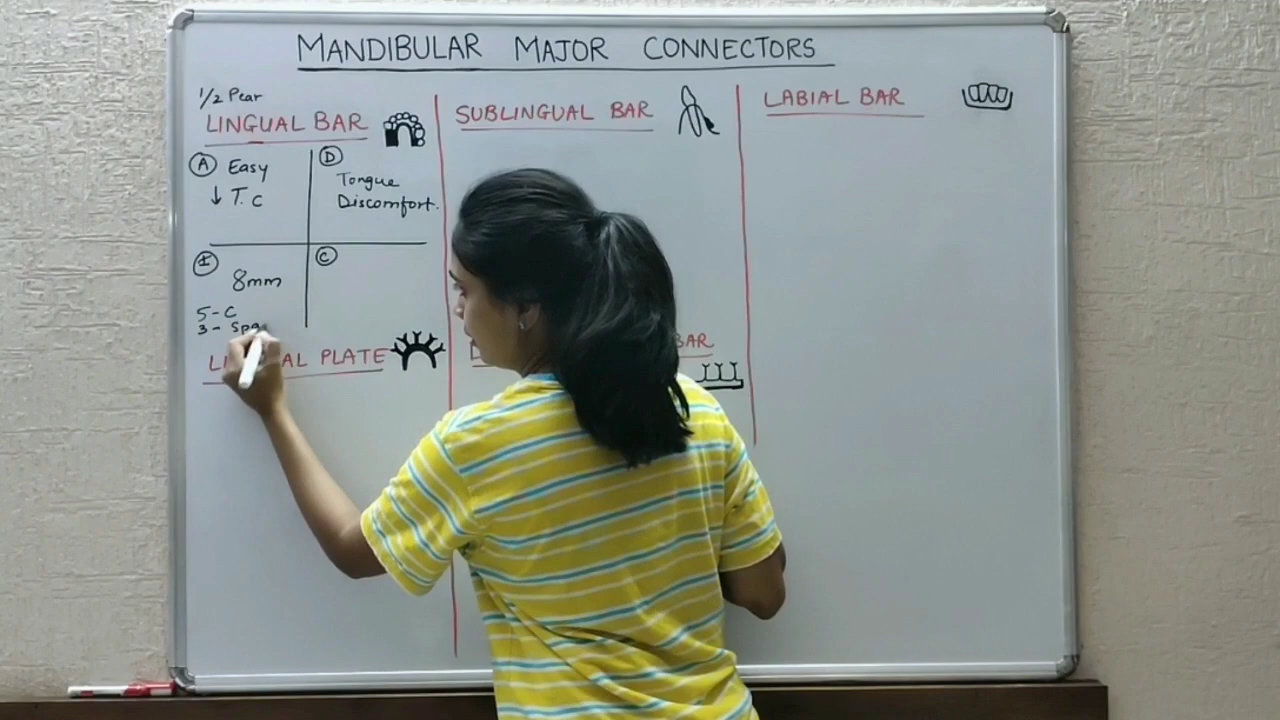 MANDIBULAR MAJOR CONNECTORS
1/2 Pear
LINGUAL BAR
A Easy
↓ T.C
D
Tongue
Discomfort.
I
8mm
5-C
3-
C
PLATE
SUBLINGUAL BAR
BAR
LABIAL BAR